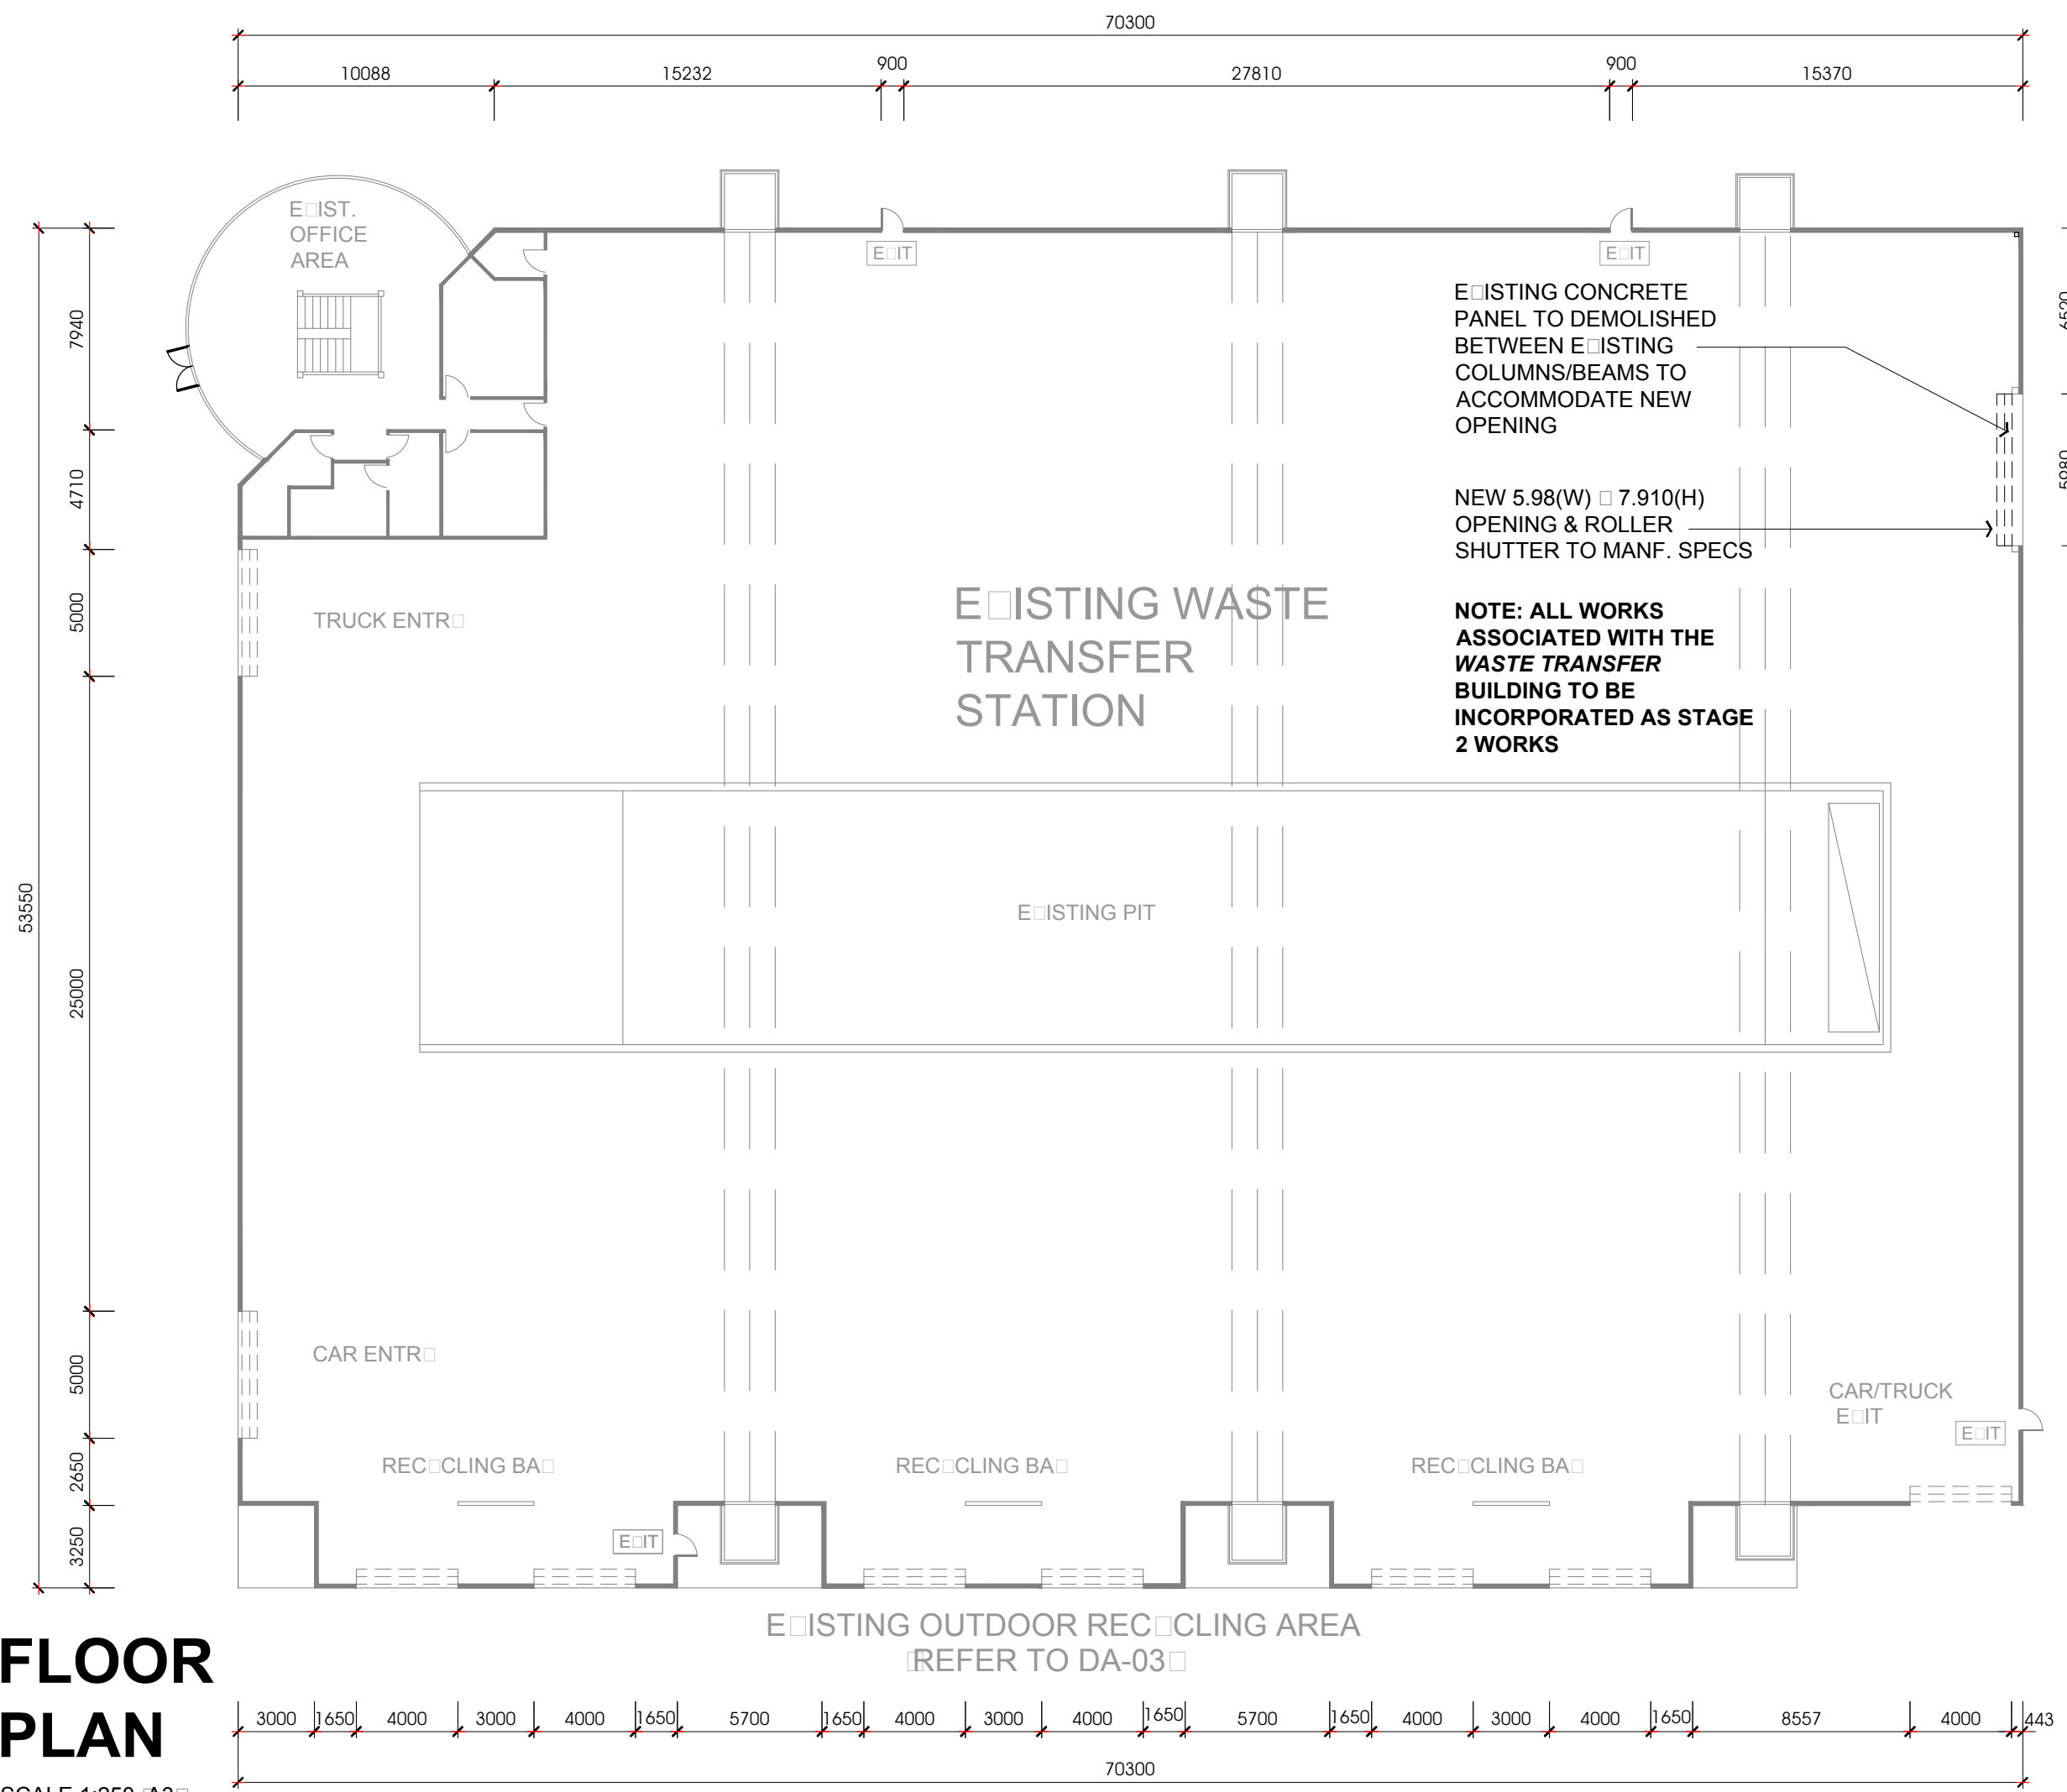 70300
10088 15232 900 27810 900 15370
E□IST.
OFFICE
AREA
E□IT
E□IT
7940
4710
5000
25000
5000
2650
3250
53550
6520
5980
E□ISTING CONCRETE
PANEL TO DEMOLISHED
BETWEEN E□ISTING
COLUMNS/BEAMS TO
ACCOMMODATE NEW
OPENING
NEW 5.98(W) □ 7.910(H)
OPENING & ROLLER
SHUTTER TO MANF. SPECS
NOTE: ALL WORKS
ASSOCIATED WITH THE
WASTE TRANSFER
BUILDING TO BE
INCORPORATED AS STAGE
2 WORKS
TRUCK ENTR□
E□ISTING WASTE
TRANSFER
STATION
E□ISTING PIT
CAR ENTR□
CAR/TRUCK
E□IT
E□IT
REC□CLING BA□
REC□CLING BA□
REC□CLING BA□
E□IT
E□ISTING OUTDOOR REC□CLING AREA
□REFER TO DA-03□
FLOOR
PLAN
SCALE 1:250 □A3□
3000 1650 4000 3000 4000 1650 5700 1650 4000 3000 4000 1650 5700 1650 4000 3000 4000 1650 8557 4000 443
70300